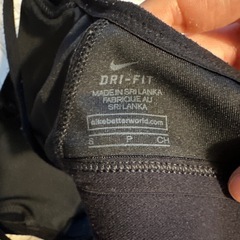 DRI-FIT
MADE IN SRI LANKA
FABRIQUÉ AU
SRI LANKA
nikebetterworld.com
S P CH